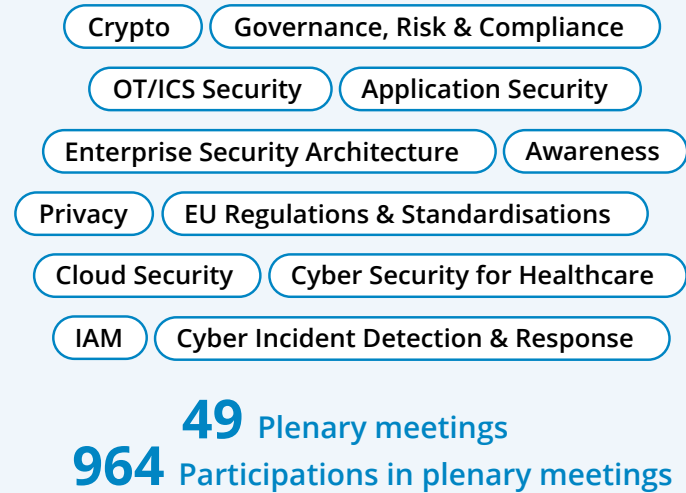 Crypto Governance, Risk & Compliance
OT/ICS Security Application Security
Enterprise Security Architecture Awareness
Privacy EU Regulations & Standardisations
Cloud Security Cyber Security for Healthcare
IAM Cyber Incident Detection & Response
49 Plenary meetings
964 Participations in plenary meetings